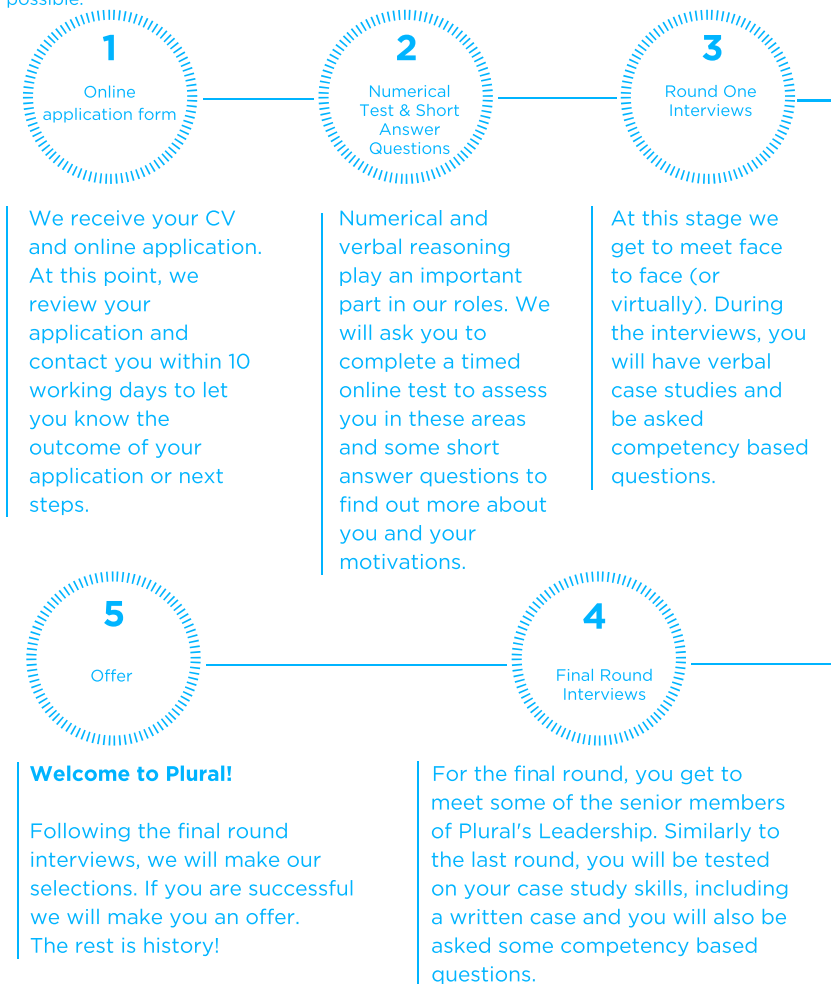 possible.
1
Online
application form
2
Numerical
Test & Short
Answer
Questions
3
Round One
Interviews
We receive your CV
and online application.
At this point, we
review your
application and
contact you within 10
working days to let
you know the
outcome of your
application or next
steps.
Numerical and
verbal reasoning
play an important
part in our roles. We
will ask you to
complete a timed
online test to assess
you in these areas
and some short
answer questions to
find out more about
you and your
motivations.
At this stage we
get to meet face
to face (or
virtually). During
the interviews, you
will have verbal
case studies and
be asked
competency based
questions.
5
Offer
4
Final Round
Interviews
Welcome to Plural!
Following the final round
interviews, we will make our
selections. If you are successful
we will make you an offer.
The rest is history!
For the final round, you get to
meet some of the senior members
of Plural's Leadership. Similarly to
the last round, you will be tested
on your case study skills, including
a written case and you will also be
asked some competency based
questions.